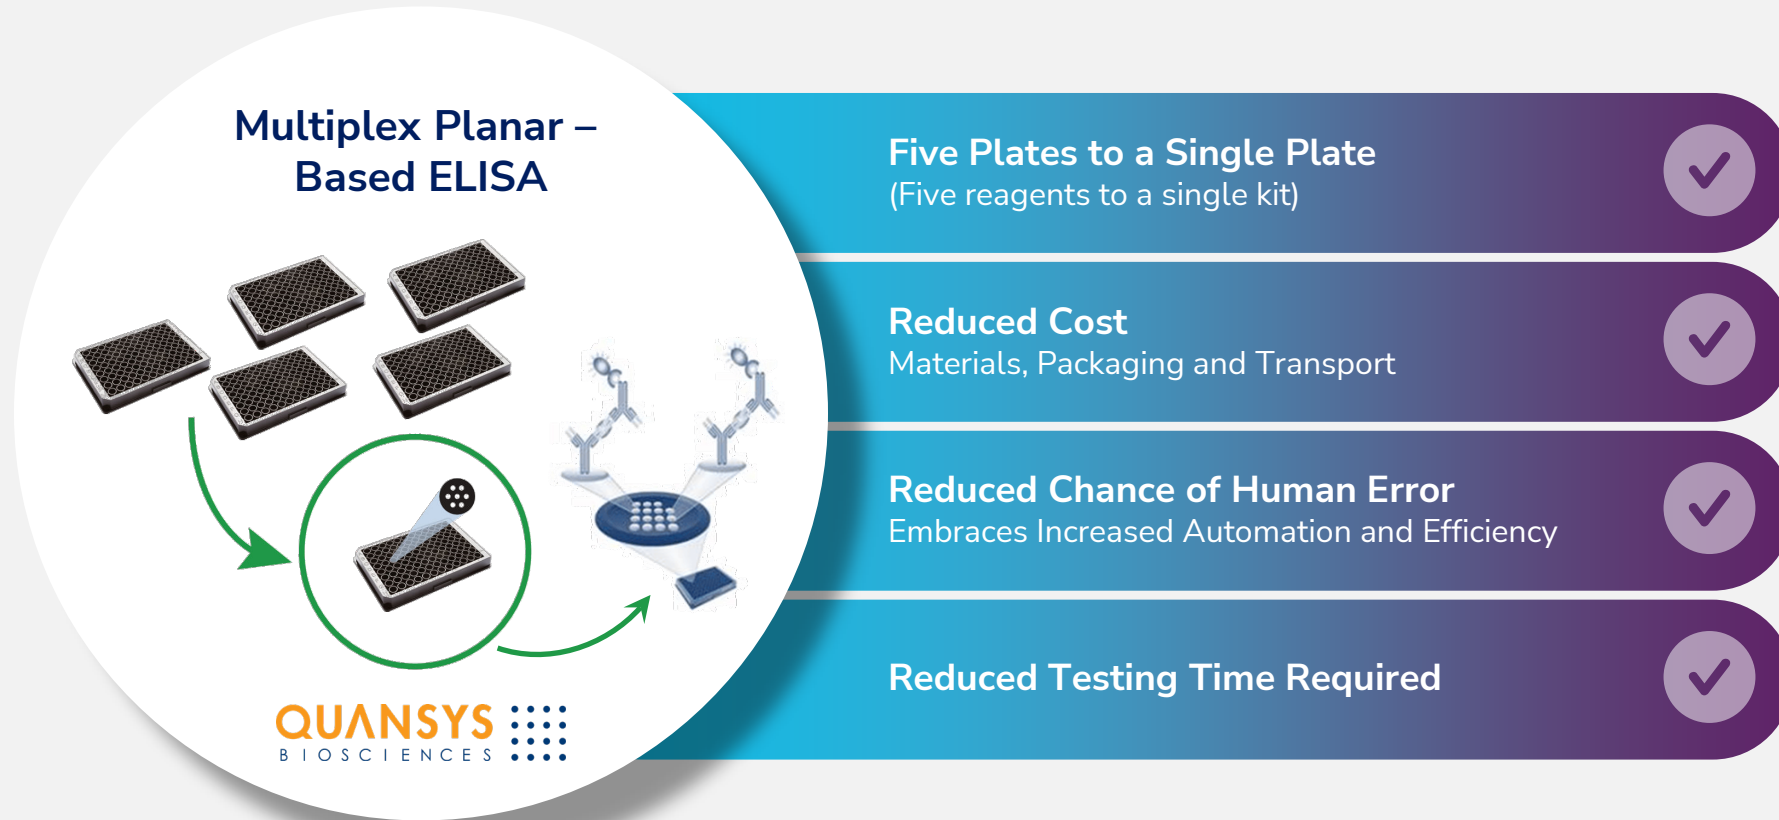 Multiplex Planar –
Based ELISA
QUANSYS
BIOSCIENCES
Five Plates to a Single Plate
(Five reagents to a single kit)
Reduced Cost
Materials, Packaging and Transport
Reduced Chance of Human Error
Embraces Increased Automation and Efficiency
Reduced Testing Time Required